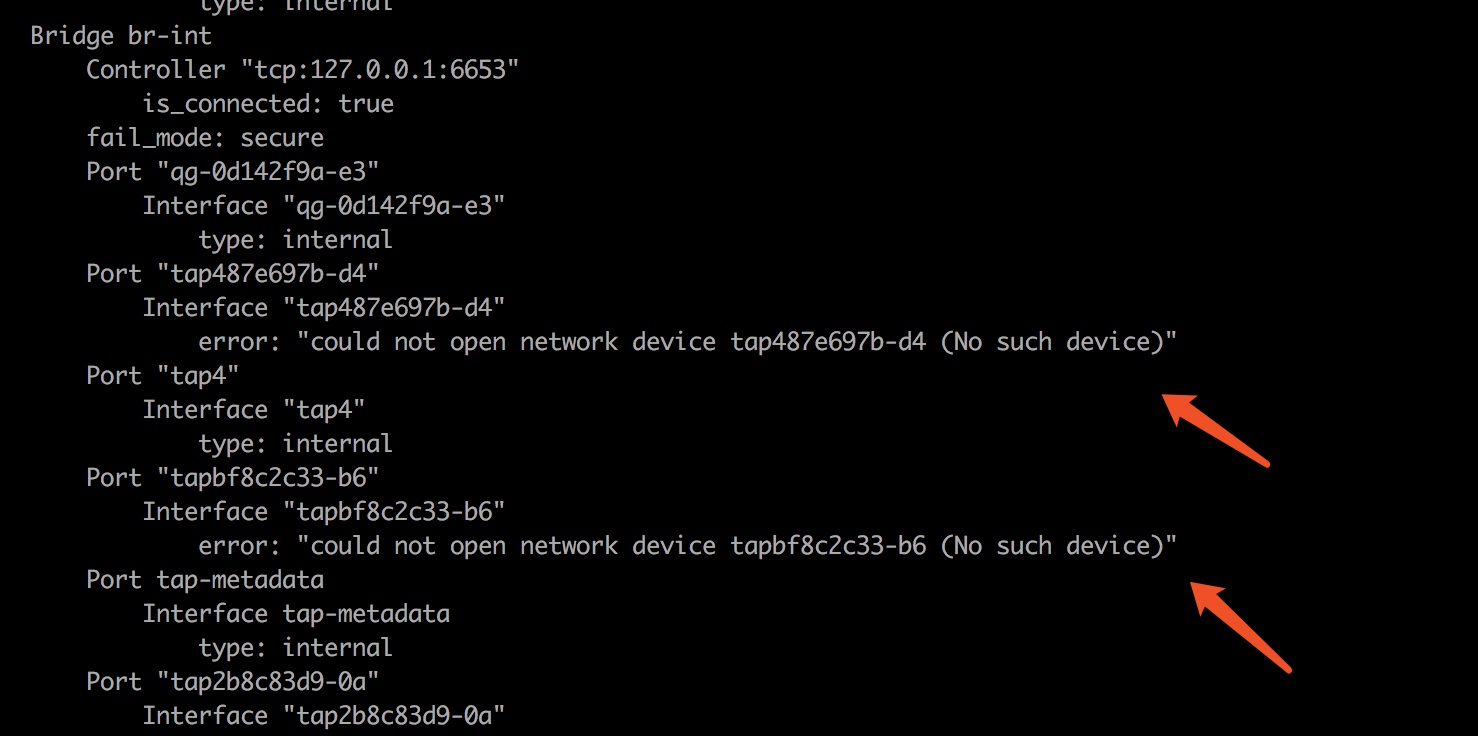 type: internal
Bridge br-int
Controller "tcp:127.0.0.1:6653"
is_connected: true
fail_mode: secure
Port "qg-0d142f9a-e3"
Interface "qg-0d142f9a-e3"
type: internal
Port "tap487e697b-d4"
Interface "tap487e697b-d4"
error: "could not open network device tap487e697b-d4 (No such device)"
Port "tap4"
Interface "tap4"
type: internal
Port "tapbf8c2c33-b6"
Interface "tapbf8c2c33-b6"
error: "could not open network device tapbf8c2c33-b6 (No such device)"
Port tap-metadata
Interface tap-metadata
type: internal
Port "tap2b8c83d9-0a"
Interface "tap2b8c83d9-0a"